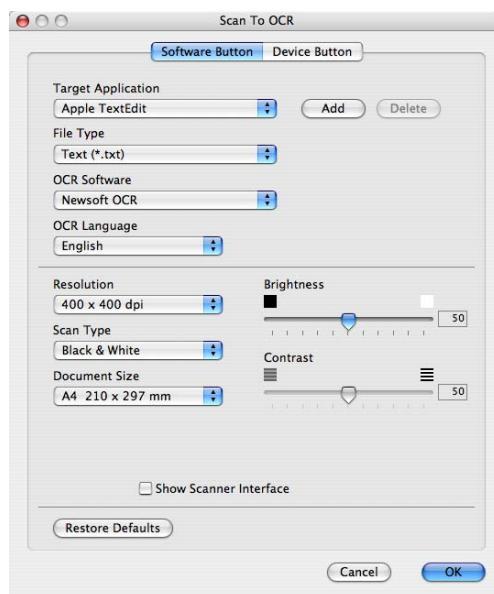 Scan To OCR
Software Button Device Button
Target Application
Apple TextEdit Add Delete
File Type
Text (*.txt)
OCR Software
Newsoft OCR
OCR Language
English
Resolution Brightness
400 x 400 dpi 50
Scan Type
Black & White Contrast
Document Size
A4 210 x 297 mm 50
Show Scanner Interface
Restore Defaults
Cancel OK